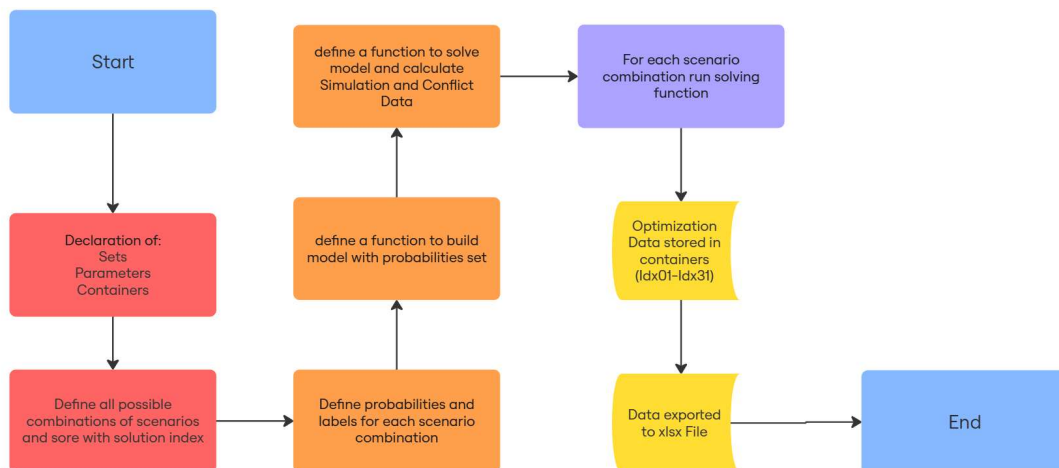 Start
Declaration of:
Sets
Parameters
Containers
Define all possible
combinations of scenarios
and sore with solution index
Define probabilities and
labels for each scenario
combination
define a function to build
model with probabilities set
define a function to solve
model and calculate
Simulation and Conflict
Data
For each scenario
combination run solving
function
Optimization
Data stored in
containers
(Idx01-Idx31)
Data exported
to xlsx File
End